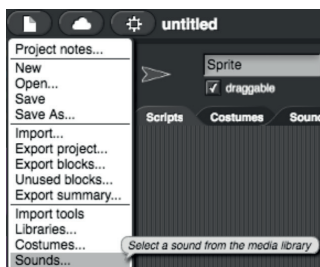 untitled
Project notes...
New
Open...
Save
Save As...
Import...
Export project...
Export blocks...
Unused blocks...
Export summary...
Import tools
Libraries...
Costumes...
Sounds...
Select a sound from the media library
Sprite
draggable
Scripts
Costumes
Soun